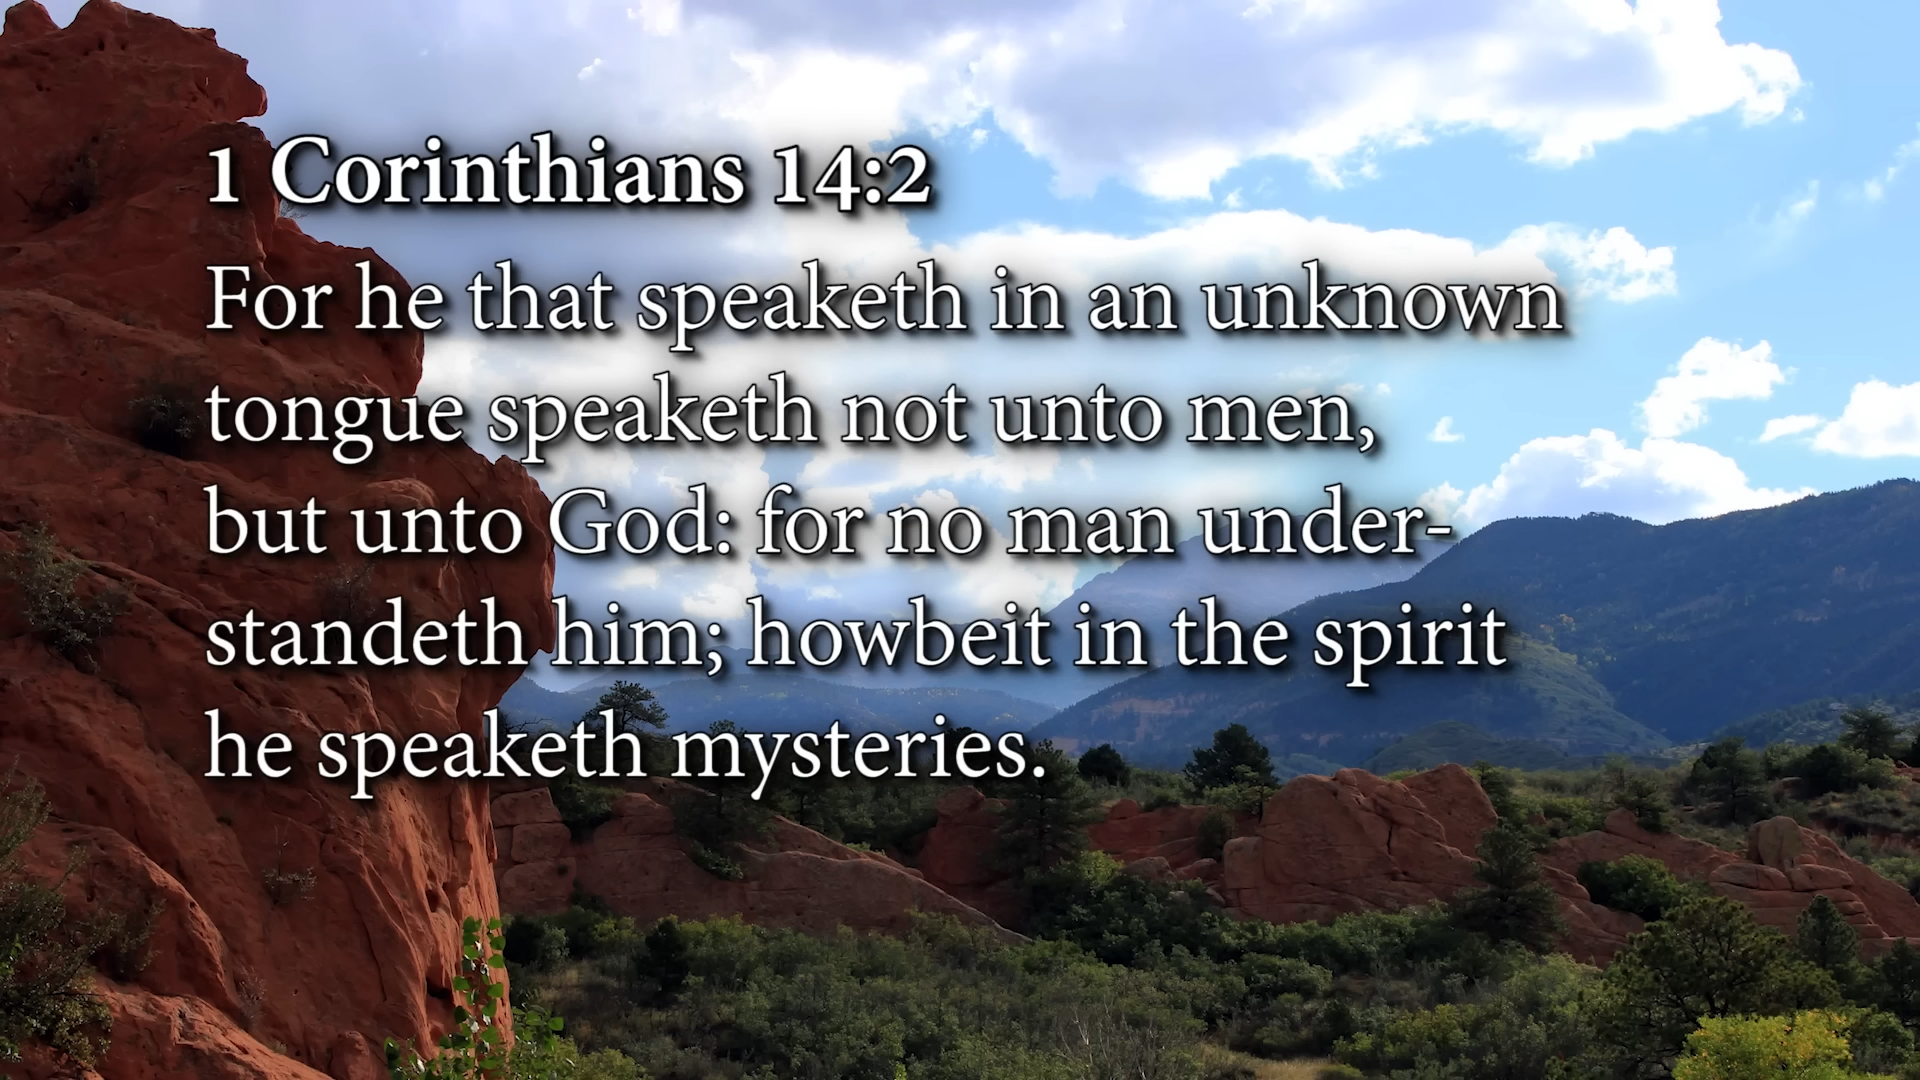 1 Corinthians 14:2
For he that speaketh in an unknown
tongue speaketh not unto men,
but unto God: for no man under-
standeth him; howbeit in the spirit
he speaketh mysteries.